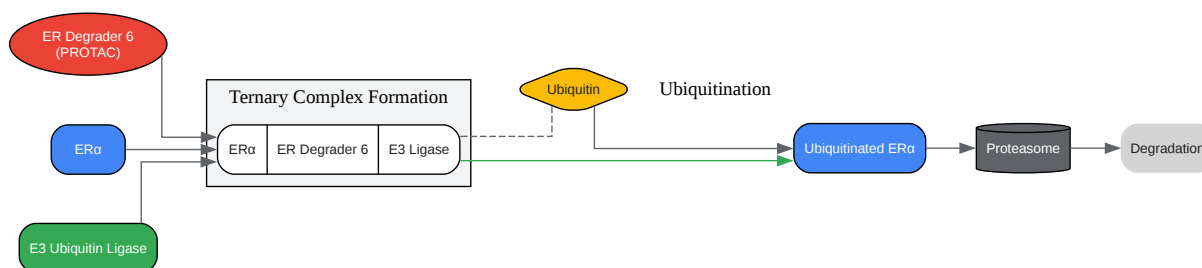 ER Degrader 6
(PROTAC)
ERα
E3 Ubiquitin Ligase
Ternary Complex Formation
ERα
ER Degrader 6
E3 Ligase
Ubiquitin
Ubiquitination
Ubiquitinated ERα
Proteasome
Degradation